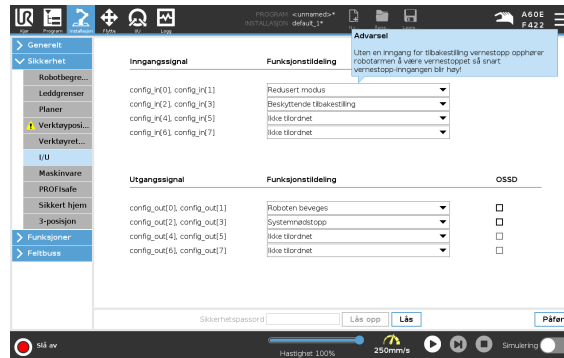 PROGRAM <unnamed>*
INSTALLASJON default_1*
A60E
F422
Kjør Program Installasjon Flytte I/U Logg
Advarsel
Uten en inngang for tilbakestilling vernestopp opphører
robotarmen å være vernestoppet så snart
vernestopp-inngangen blir høy!
Generelt
Sikkerhet
Robotbegre...
Leddgrenser
Planer
Verktøyposi...
Verktøyret...
I/U
Maskinvare
PROFIsafe
Sikkert hjem
3-posisjon
Funksjoner
Feltbuss
Inngangssignal Funksjonstildeling
config_in[0], config_in[1] Redusert modus
config_in[2], config_in[3] Beskyttende tilbakestilling
config_in[4], config_in[5] Ikke tilordnet
config_in[6], config_in[7] Ikke tilordnet
Utgangssignal Funksjonstildeling OSSD
config_out[0], config_out[1] Roboten beveges
config_out[2], config_out[3] Systemnødstopp
config_out[4], config_out[5] Ikke tilordnet
config_out[6], config_out[7] Ikke tilordnet
Sikkerhetspassord Lås opp Lås Påfør
Slå av
Hastighet 100%
250mm/s
Simulering